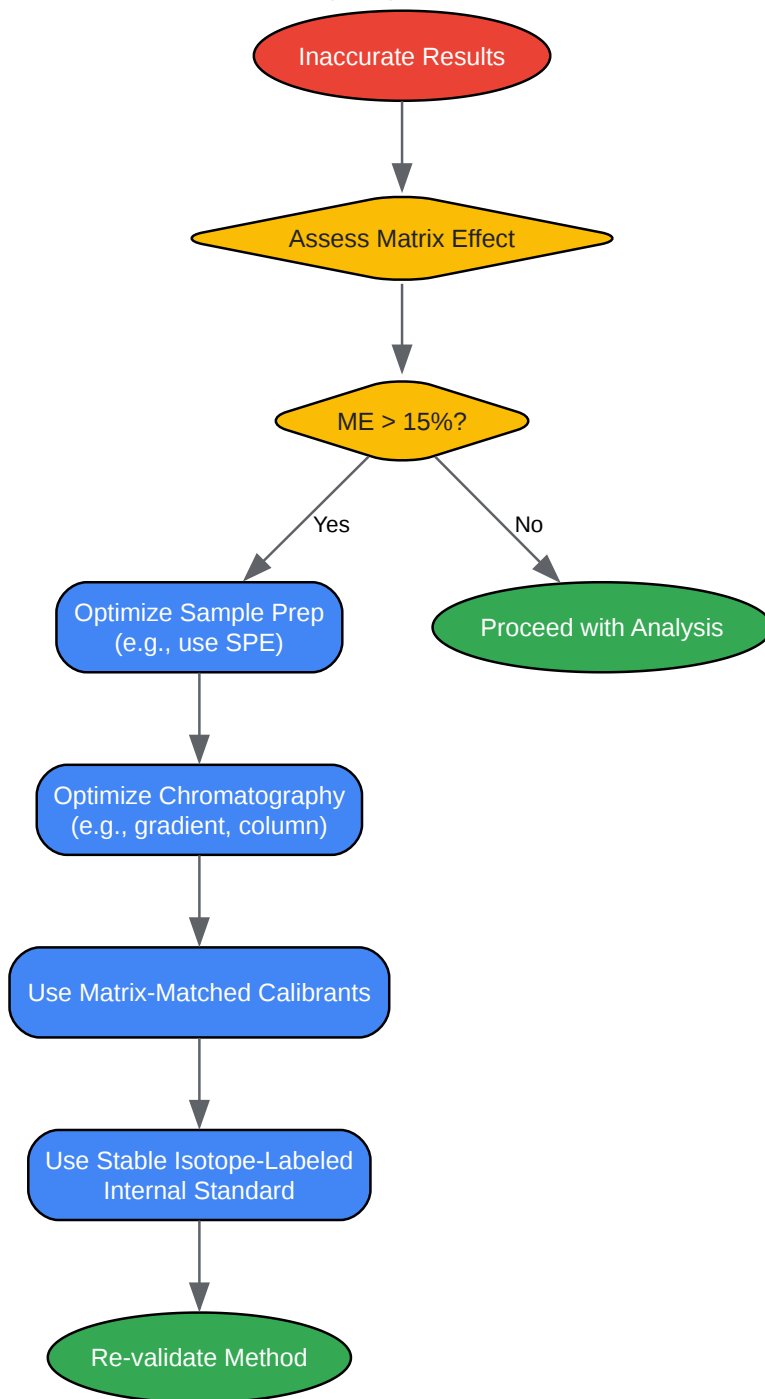 Inaccurate Results
Assess Matrix Effect
ME > 15%?
Yes
No
Optimize Sample Prep
(e.g., use SPE)
Proceed with Analysis
Optimize Chromatography
(e.g., gradient, column)
Use Matrix-Matched Calibrants
Use Stable Isotope-Labeled
Internal Standard
Re-validate Method